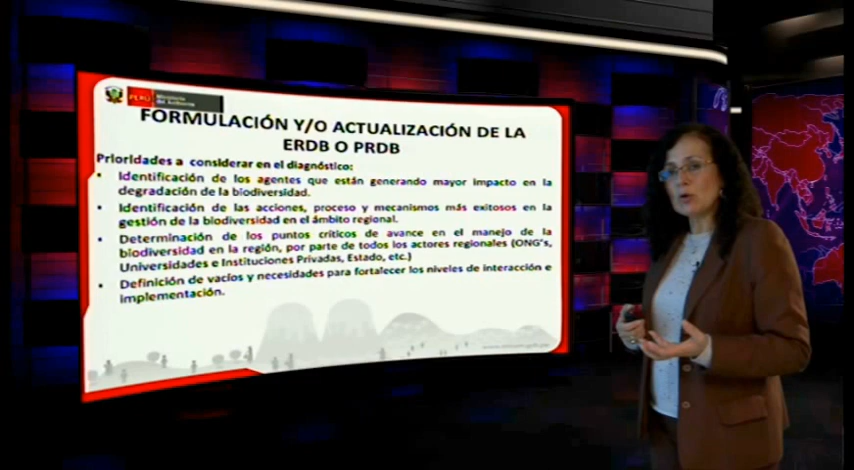 PERÚ
Ministerio
del Ambiente
FORMULACIÓN Y/O ACTUALIZACIÓN DE LA
ERDB O PRDB
Prioridades a considerar en el diagnóstico:
• Identificación de los agentes que están generando mayor impacto en la
degradación de la biodiversidad.
• Identificación de las acciones, proceso y mecanismos más exitosos en la
gestión de la biodiversidad en el ámbito regional.
• Determinación de los puntos críticos de avance en el manejo de la
biodiversidad en la región, por parte de todos los actores regionales (ONG's,
Universidades e Instituciones Privadas, Estado, etc.)
• Definición de vacíos y necesidades para fortalecer los niveles de interacción e
implementación.
www.minam.gob.pe